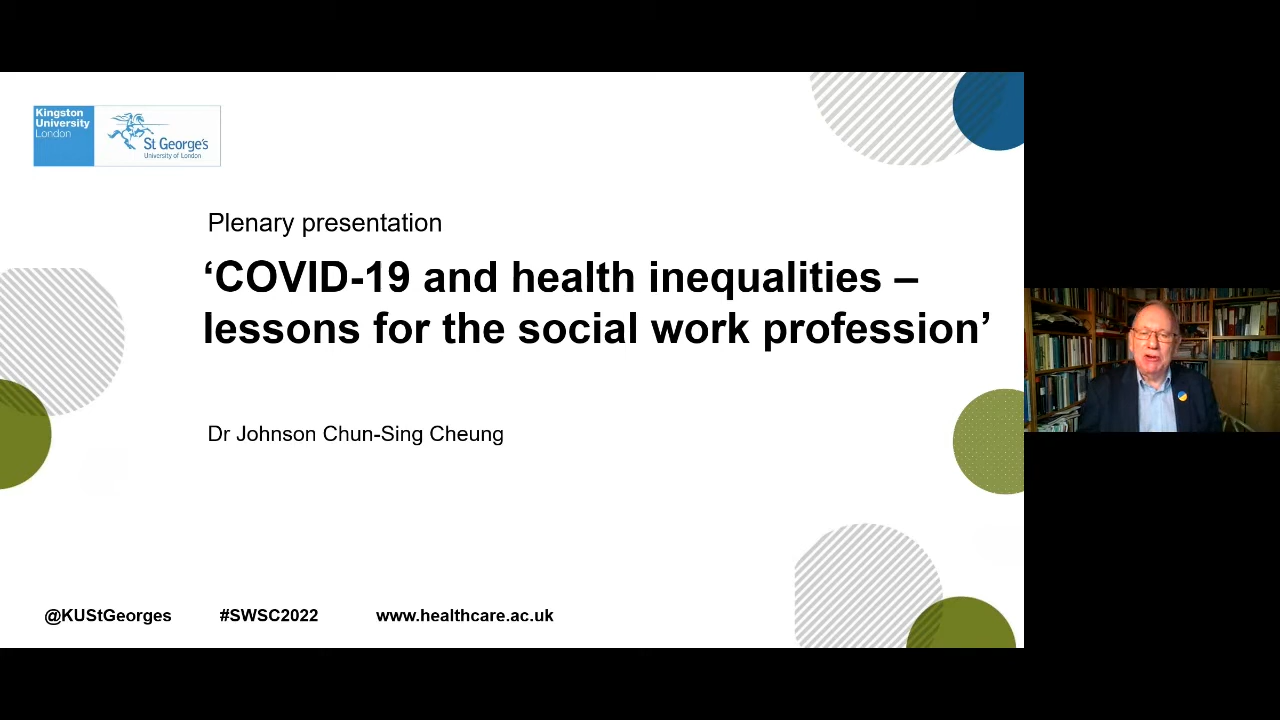 Kingston
University
London
St George's
University of London
Plenary presentation
‘COVID-19 and health inequalities –
lessons for the social work profession’
Dr Johnson Chun-Sing Cheung
@KUStGeorges #SWSC2022 www.healthcare.ac.uk